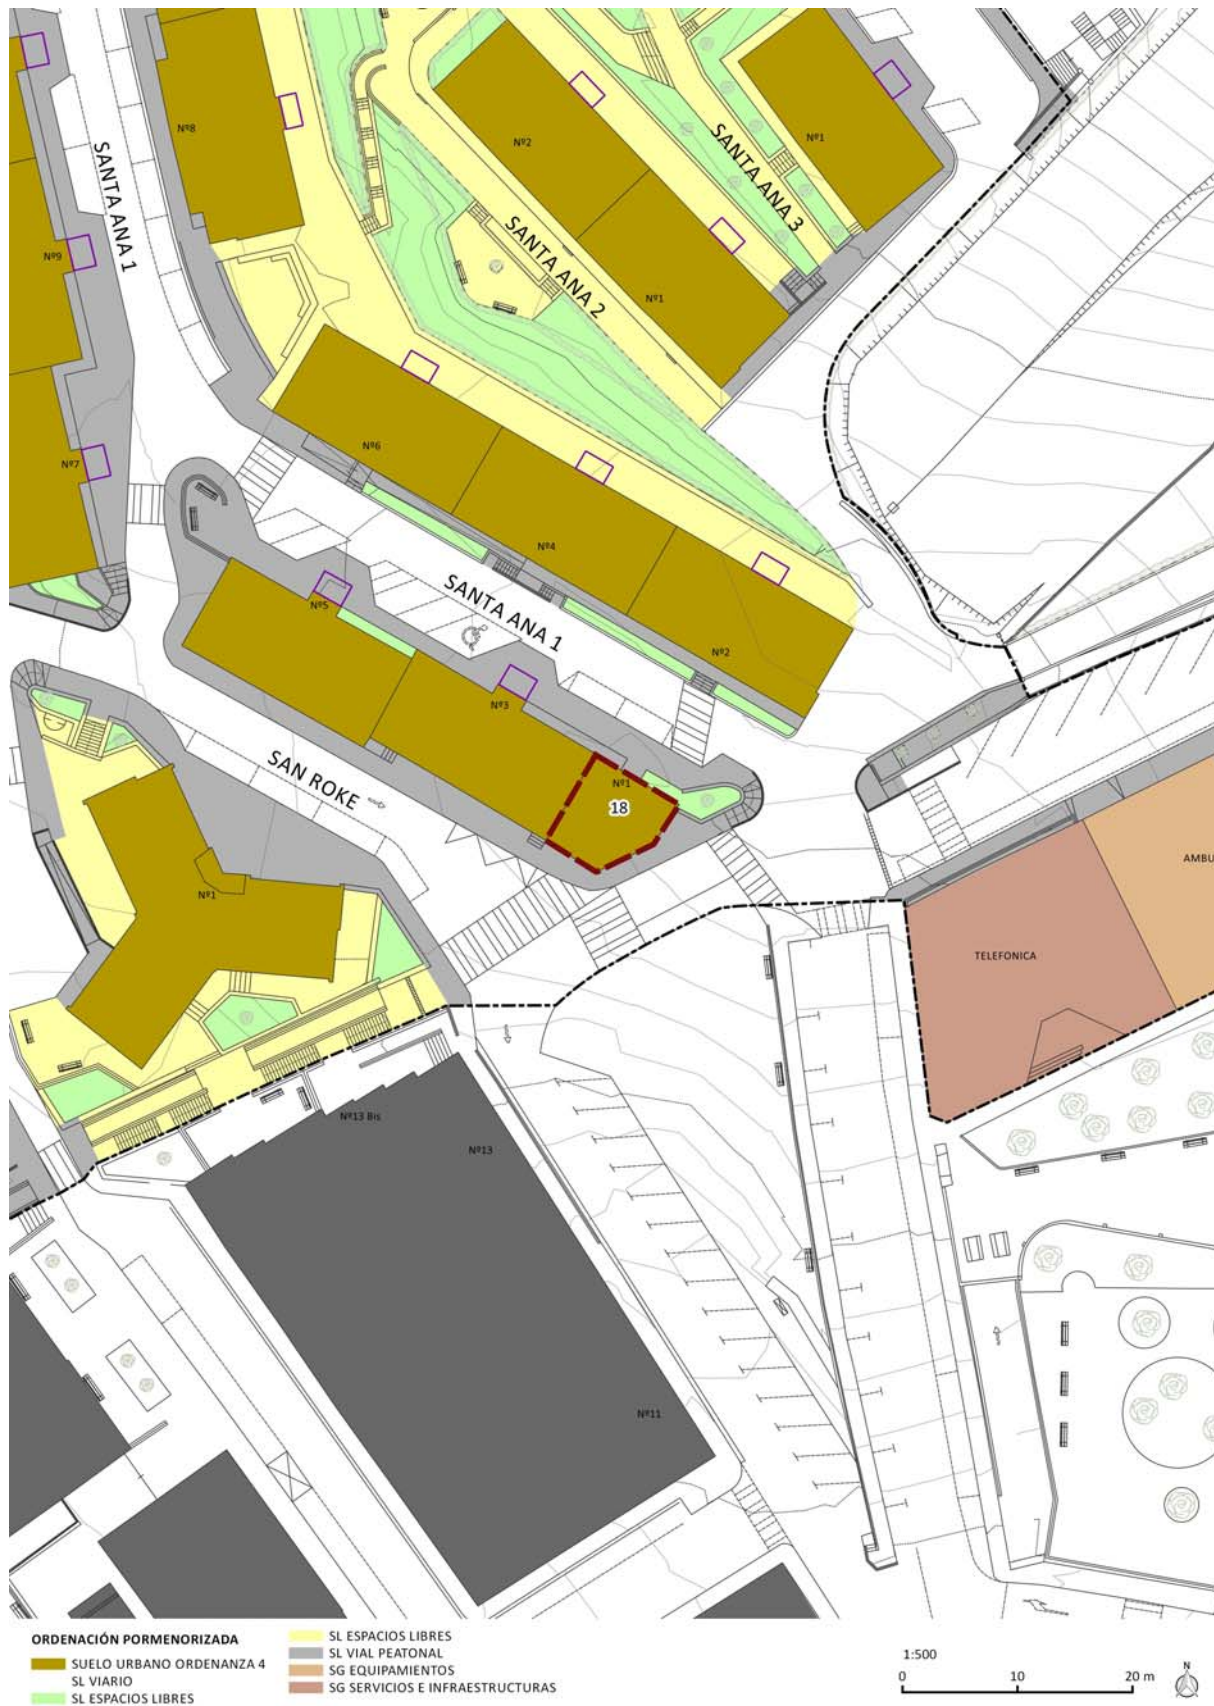 Nº8
Nº2
Nº1
SANTA ANA 3
SANTA ANA 1
Nº9
SANTA ANA 2
Nº1
Nº6
Nº7
Nº4
Nº5
SANTA ANA 1
Nº2
Nº3
SAN ROKE
Nº1
18
AMBU
Nº1
TELEFONICA
Nº13 Bis
Nº13
Nº11
ORDENACIÓN PORMENORIZADA
SUELO URBANO ORDENANZA 4
SL VIARIO
SL ESPACIOS LIBRES
SL ESPACIOS LIBRES
SL VIAL PEATONAL
SG EQUIPAMIENTOS
SG SERVICIOS E INFRAESTRUCTURAS
1:500
0 10 20 m
N